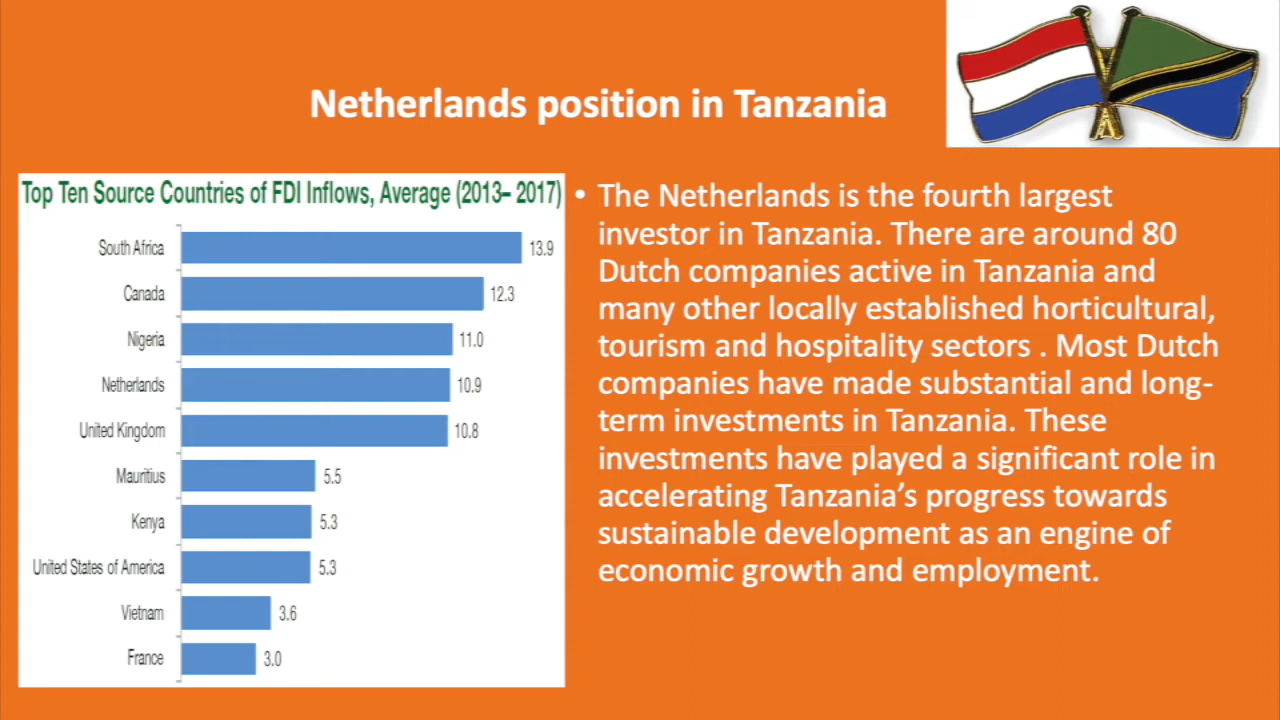 Netherlands position in Tanzania
Top Ten Source Countries of FDI Inflows, Average (2013– 2017)
South Africa 13.9
Canada 12.3
Nigeria 11.0
Netherlands 10.9
United Kingdom 10.8
Mauritius 5.5
Kenya 5.3
United States of America 5.3
Vietnam 3.6
France 3.0
• The Netherlands is the fourth largest
investor in Tanzania. There are around 80
Dutch companies active in Tanzania and
many other locally established horticultural,
tourism and hospitality sectors . Most Dutch
companies have made substantial and long-
term investments in Tanzania. These
investments have played a significant role in
accelerating Tanzania’s progress towards
sustainable development as an engine of
economic growth and employment.